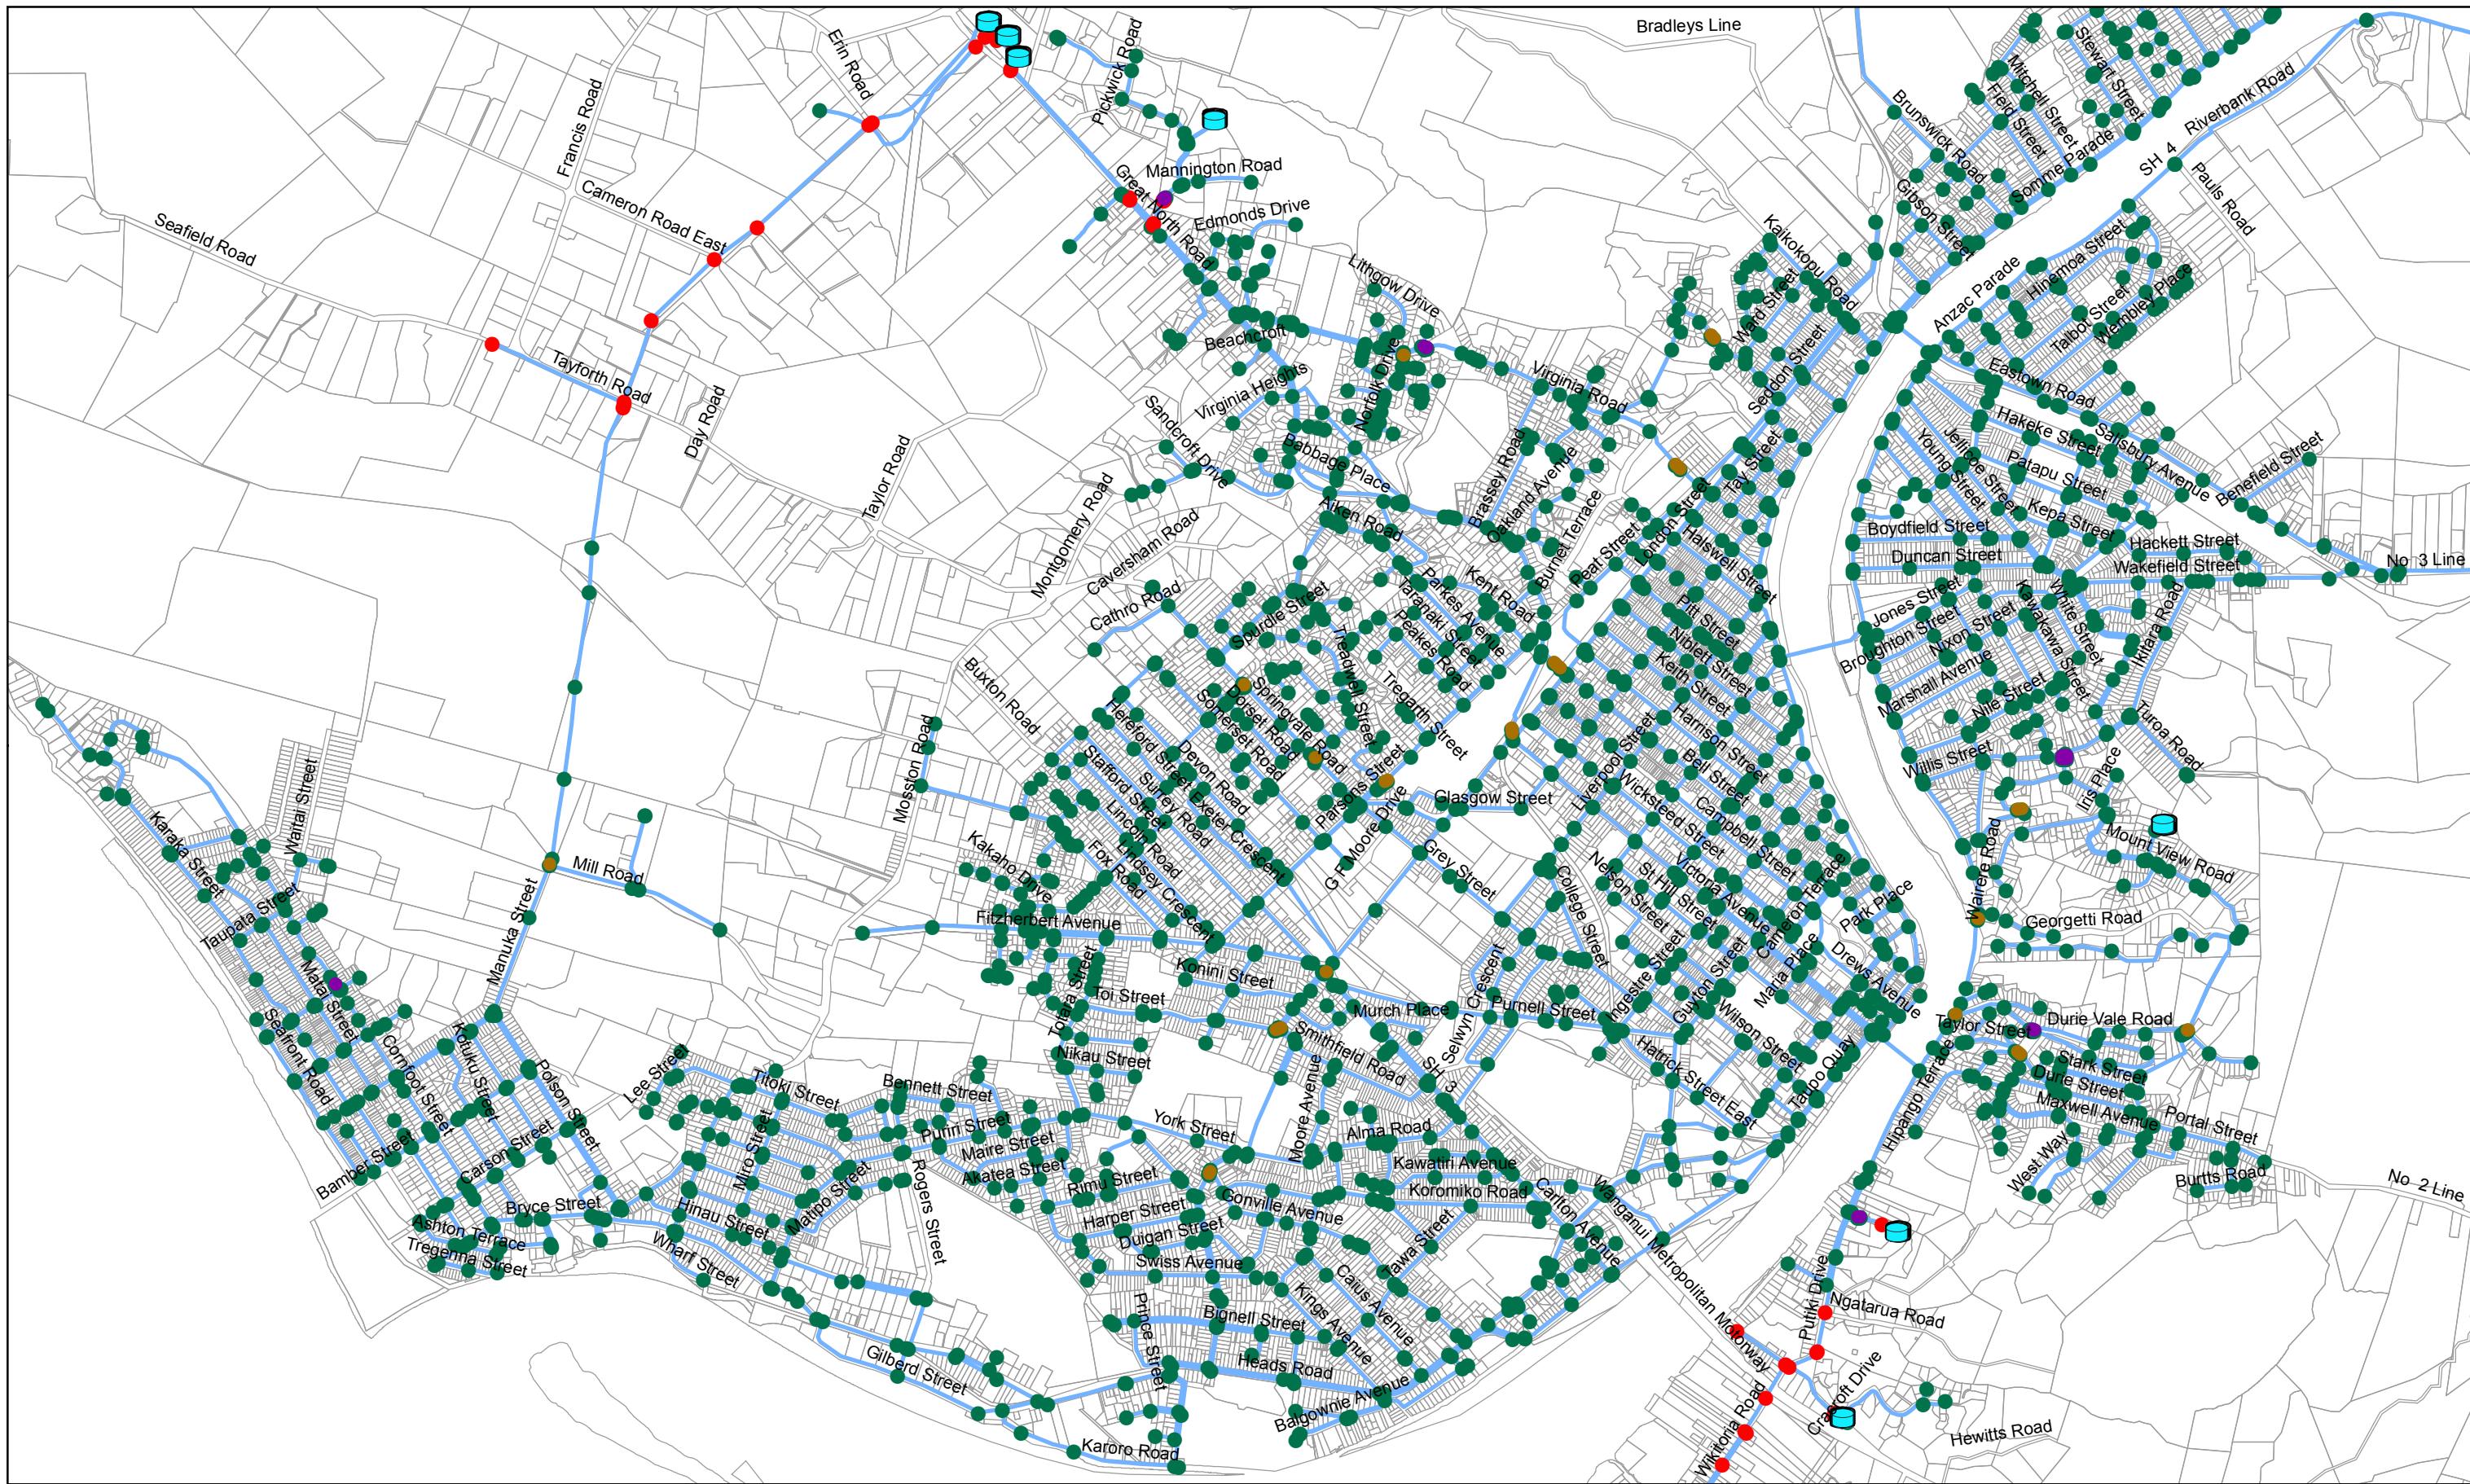 Bradleys Line
Erin Road
Pickwick Road
Stewart Street
Mitchell Street
Field Street
Riverbank Road
Brunswick Road
Francis Road
Somme Parade
SH 4
Pauls Road
Mannington Road
Great North Road
Gibson Street
Cameron Road East
Edmonds Drive
Seafield Road
Kaikokopu Road
Hinemoa Street
Anzac Parade
Lithgow Drive
Ward Street
Talbot Street
Wembley Place
Beachcroft
Seddon Street
Tayforth Road
Day Road
Virginia Heights
Norfolk Drive
Virginia Road
Eastown Road
Sandcroft Drive
Hakeke Street
Salisbury Avenue
Young Street
Jellicoe Street
Patapu Street
Benefield Street
Taylor Road
Babbage Place
Brassey Road
Oakland Avenue
Tay Street
Montgomery Road
Aiken Road
London Street
Kepa Street
Caversham Road
Burnet Terrace
Peat Street
Halswell Street
Boydfield Street
Duncan Street
Hackett Street
Wakefield Street
No 3 Line
Cathro Road
Spurdle Street
Parkes Avenue
Kent Road
Taranaki Street
Peakes Road
Pitt Street
Niblett Street
Keith Street
Jones Street
Broughton Street
Nixon Street
Marshall Avenue
Kawakawa Street
White Street
Ikitara Road
Treadwell Street
Buxton Road
Tregarth Street
Springvale Road
Dorset Road
Somerset Road
Hereford Street
Devon Road
Harrison Street
Bell Street
Nile Street
Turoa Road
Willis Street
Mosston Road
Stafford Street
Surrey Road
Exeter Crescent
Lincoln Road
Lindsey Crescent
Parsons Street
Glasgow Street
Liverpool Street
Wicksteed Street
Campbell Street
Iris Place
Waitai Street
Karaka Street
Mill Road
Kakaho Drive
Fox Road
G F Moore Drive
Grey Street
College Street
Nelson Street
St Hill Street
Victoria Avenue
Cameron Terrace
Park Place
Wairere Road
Mount View Road
Taupata Street
Manuka Street
Fitzherbert Avenue
Georgetti Road
Matai Street
Konini Street
Selwyn Crescent
Ingestre Street
Guyton Street
Maria Place
Drews Avenue
Seafront Road
Totara Street
Toi Street
Murch Place
Purnell Street
Wilson Street
Taylor Street
Durie Vale Road
Cornfoot Street
Kotuku Street
Polson Street
Lee Street
Nikau Street
Smithfield Road
SH 3
Hatrick Street East
Taupo Quay
Hipango Terrace
Stark Street
Durie Street
Maxwell Avenue
Portal Street
Titoki Street
Bennett Street
Puriri Street
Maire Street
York Street
Moore Avenue
Alma Road
Bamber Street
Carson Street
Miro Street
Akatea Street
Rimu Street
Kawatiri Avenue
Koromiko Road
West Way
Burtts Road
No 2 Line
Bryce Street
Hinau Street
Matipo Street
Rogers Street
Harper Street
Gonville Avenue
Carlton Avenue
Wanganui Metropolitan Motorway
Ashton Terrace
Tregenna Street
Wharf Street
Duigan Street
Swiss Avenue
Tawa Street
Caius Avenue
Kings Avenue
Putiki Drive
Ngatarua Road
Prince Street
Bignell Street
Gilberd Street
Heads Road
Balgownie Avenue
Cracroft Drive
Wikitoria Road
Hewitts Road
Karoro Road